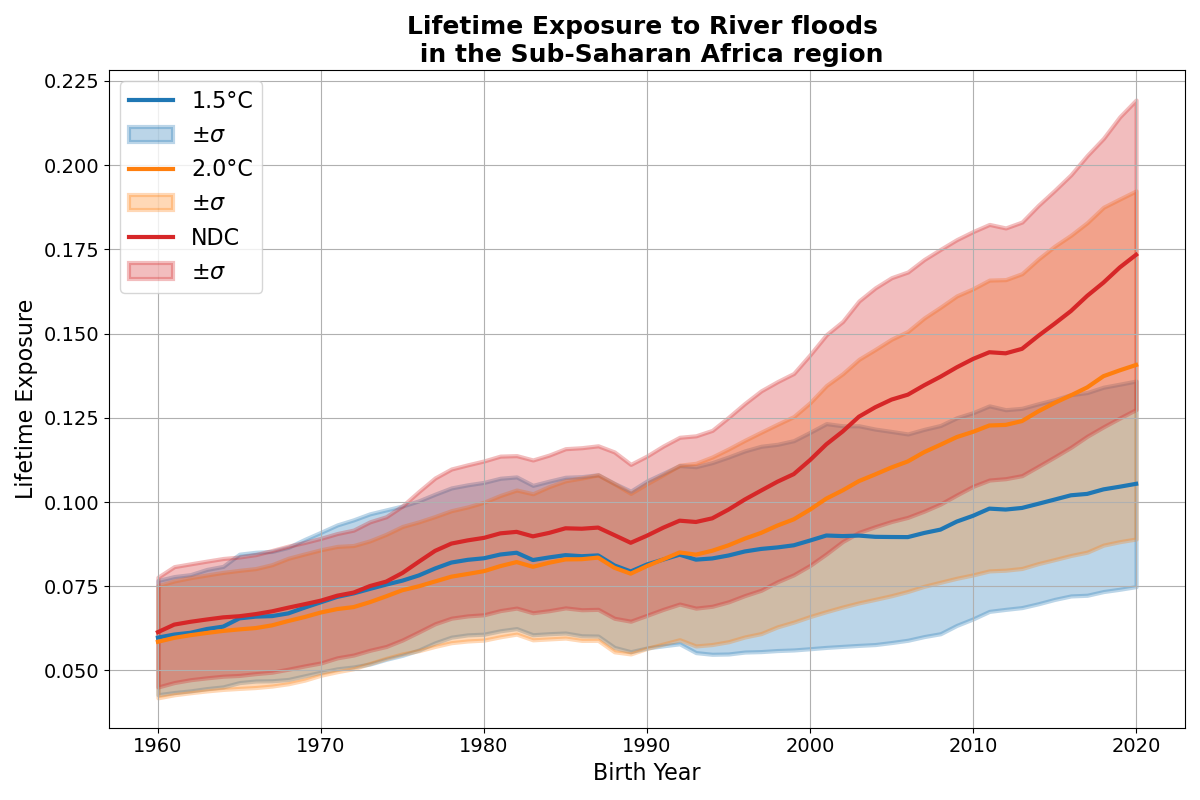 Lifetime Exposure to River floods
in the Sub-Saharan Africa region
Lifetime Exposure
0.225
0.200
0.175
0.150
0.125
0.100
0.075
0.050
1.5°C
±σ
2.0°C
±σ
NDC
±σ
1960 1970 1980 1990 2000 2010 2020
Birth Year